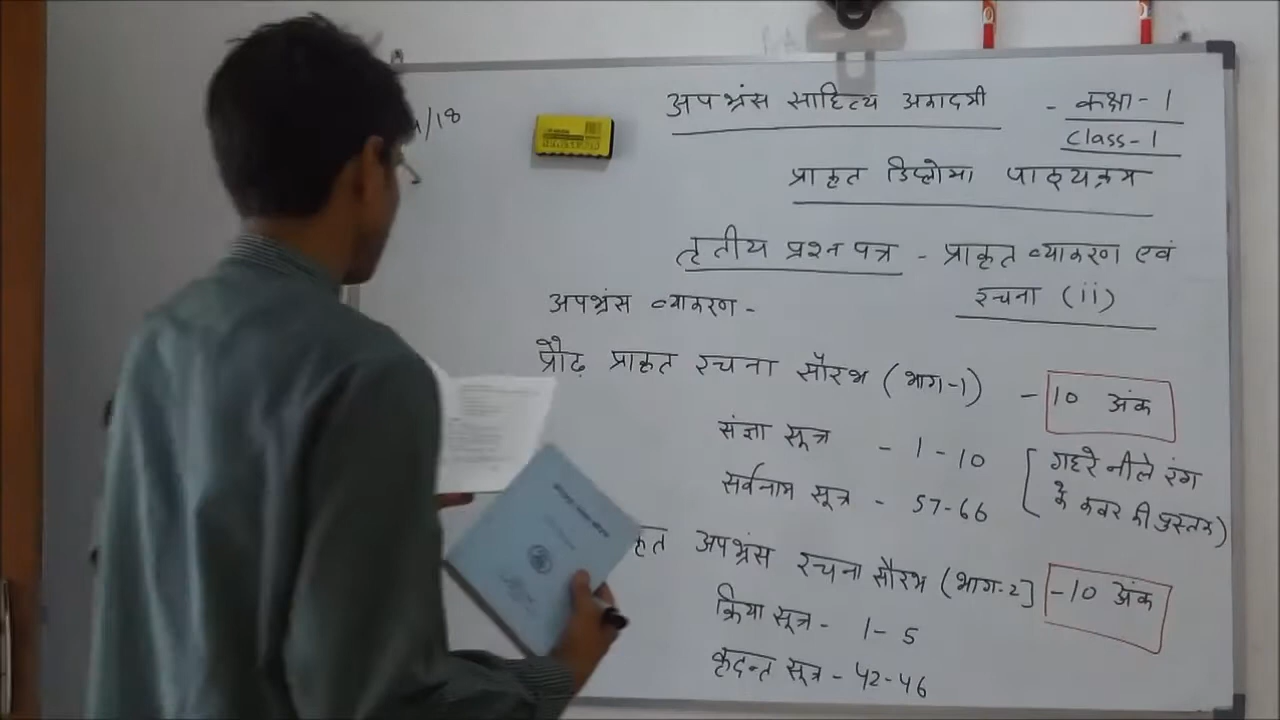 अपभ्रंस साहित्य अकादमी - कक्षा - 1
/18
Class-1
प्राकृत डिप्लोमा पाठ्यक्रम
तृतीय प्रश्न पत्र - प्राकृत व्याकरण एवं
रचना (ii)
अपभ्रंस व्याकरण -
प्रौढ़ प्राकृत रचना सौरभ (भाग-1) - 10 अंक
संज्ञा सूत्र - 1 - 10
सर्वनाम सूत्र - 57-66
[गहरे नीले रंग
के कवर की पुस्तक)
कृत अपभ्रंस रचना सौरभ (भाग-2] -10 अंक
क्रिया सूत्र - 1 - 5
कृदन्त सूत्र - 42-46